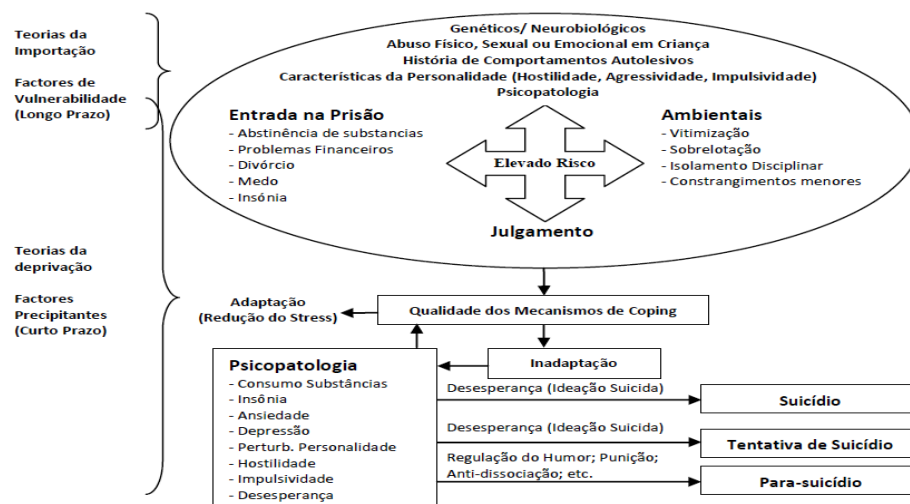 Teorias da
Importação
Factores de
Vulnerabilidade
(Longo Prazo)
Genéticos/ Neurobiológicos
Abuso Físico, Sexual ou Emocional em Criança
História de Comportamentos Autolesivos
Características da Personalidade (Hostilidade, Agressividade, Impulsividade)
Psicopatologia
Entrada na Prisão
- Abstinência de substancias
- Problemas Financeiros
- Divórcio
- Medo
- Insónia
Elevado Risco
Ambientais
- Vitimização
- Sobrelotação
- Isolamento Disciplinar
- Constrangimentos menores
Julgamento
Teorias da
deprivação
Factores
Precipitantes
(Curto Prazo)
Adaptação
(Redução do Stress)
Qualidade dos Mecanismos de Coping
Inadaptação
Psicopatologia
- Consumo Substâncias
- Insônia
- Ansiedade
- Depressão
- Perturb. Personalidade
- Hostilidade
- Impulsividade
- Desesperança
Desesperança (Ideação Suicida)
Suicídio
Desesperança (Ideação Suicida)
Tentativa de Suicídio
Regulação do Humor; Punição;
Anti-dissociação; etc.
Para-suicídio